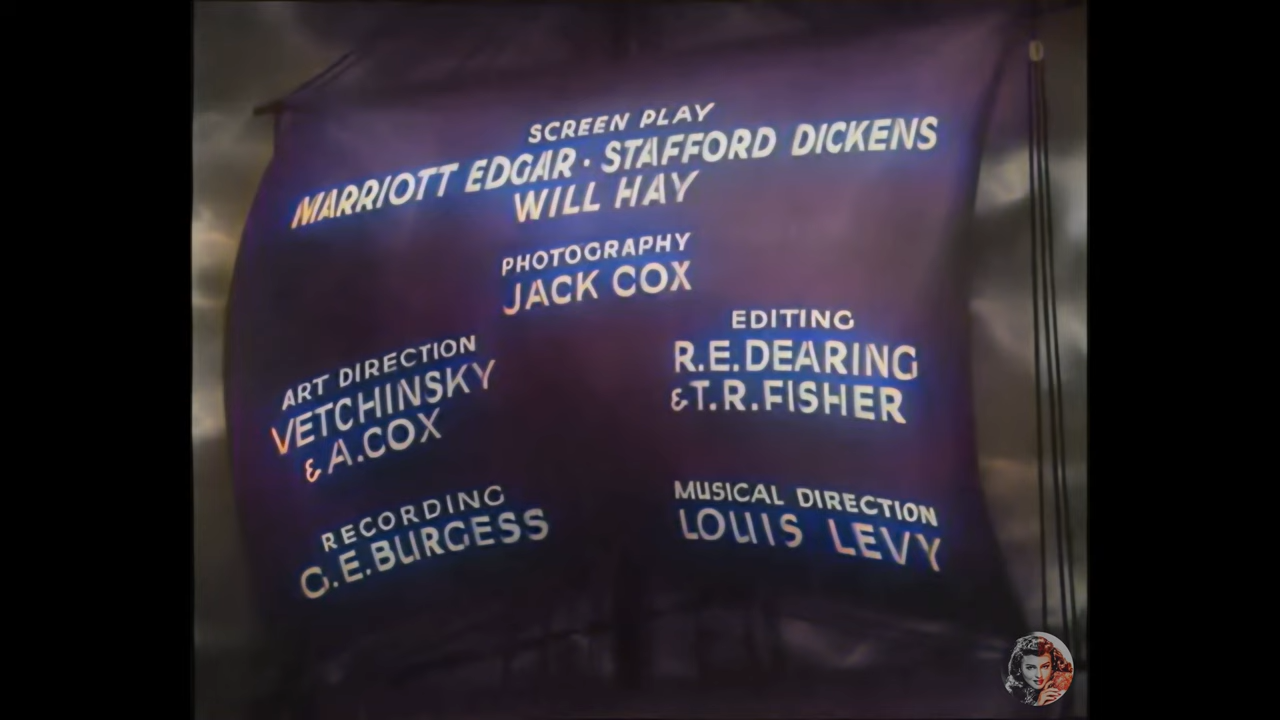 SCREEN PLAY
MARRIOTT EDGAR · STAFFORD DICKENS
WILL HAY
PHOTOGRAPHY
JACK COX
EDITING
R.E.DEARING
& T.R.FISHER
ART DIRECTION
VETCHINSKY
& A.COX
RECORDING
G.E.BURGESS
MUSICAL DIRECTION
LOUIS LEVY